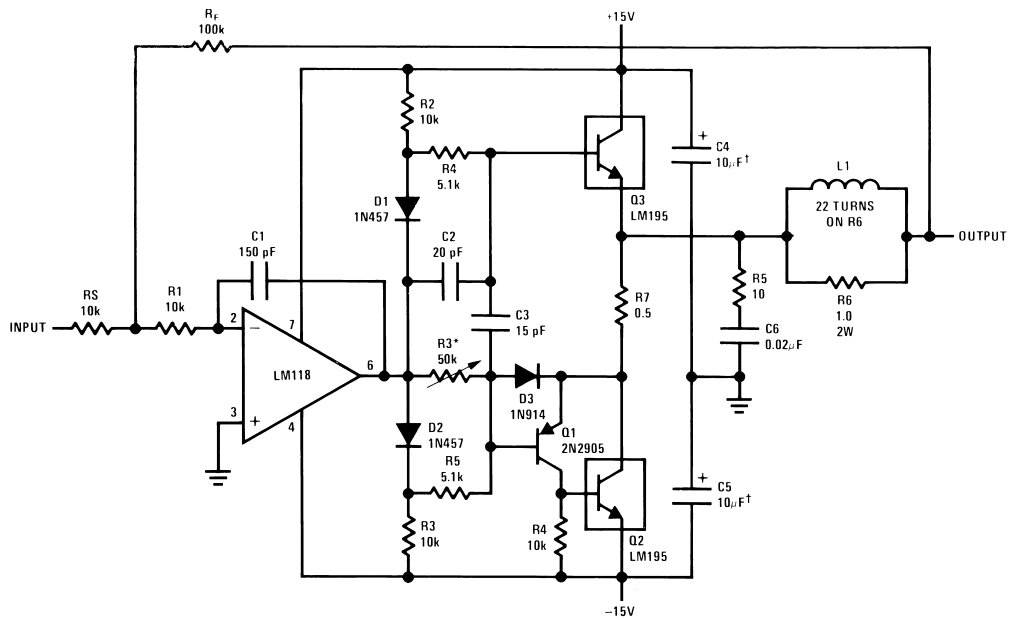 R_F
100k
+15V
R2
10k
R4
5.1k
D1
1N457
Q3
LM195
C4
+
10μF†
L1
22 TURNS
ON R6
OUTPUT
C1
150 pF
C2
20 pF
R5
10
R6
1.0
2W
RS
10k
R1
10k
R7
0.5
C3
15 pF
C6
0.02μF
INPUT
2
−
7
LM118
6
R3*
50k
3
+
4
D3
1N914
D2
1N457
Q1
2N2905
R5
5.1k
+
C5
10μF†
R3
10k
R4
10k
Q2
LM195
−15V